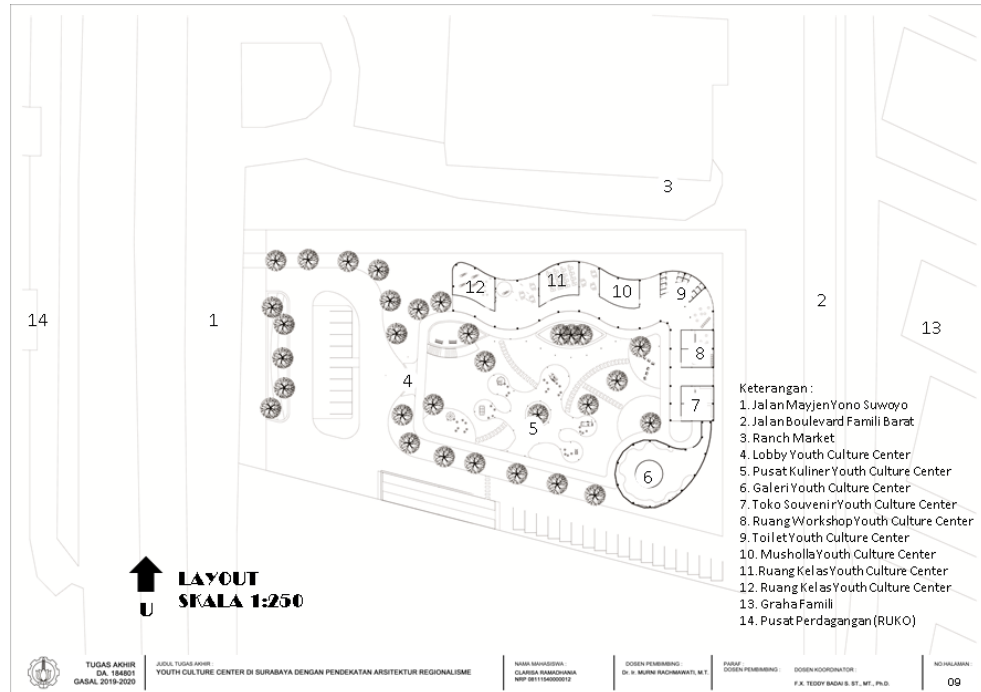 3
12
11
10
9
14
1
2
13
8
4
7
5
6
Keterangan :
1. Jalan Mayjen Yono Suwoyo
2. Jalan Boulevard Famili Barat
3. Ranch Market
4. Lobby Youth Culture Center
5. Pusat Kuliner Youth Culture Center
6. Galeri Youth Culture Center
7. Toko Souvenir Youth Culture Center
8. Ruang Workshop Youth Culture Center
9. Toilet Youth Culture Center
10. Musholla Youth Culture Center
11. Ruang Kelas Youth Culture Center
12. Ruang Kelas Youth Culture Center
13. Graha Famili
14. Pusat Perdagangan (RUKO)
U
LAYOUT
SKALA 1:250
TUGAS AKHIR
DA. 184801
GASAL 2019-2020
JUDUL TUGAS AKHIR :
YOUTH CULTURE CENTER DI SURABAYA DENGAN PENDEKATAN ARSITEKTUR REGIONALISME
NAMA MAHASISWA :
CLARISA RAMADHANIA
NRP 08111540000012
DOSEN PEMBIMBING :
Dr. Ir. MURNI RACHMAWATI, M.T.
PARAF
DOSEN PEMBIMBING :
DOSEN KOORDINATOR :
F.X. TEDDY BADAI S. ST., MT., Ph.D.
NO.HALAMAN :
09